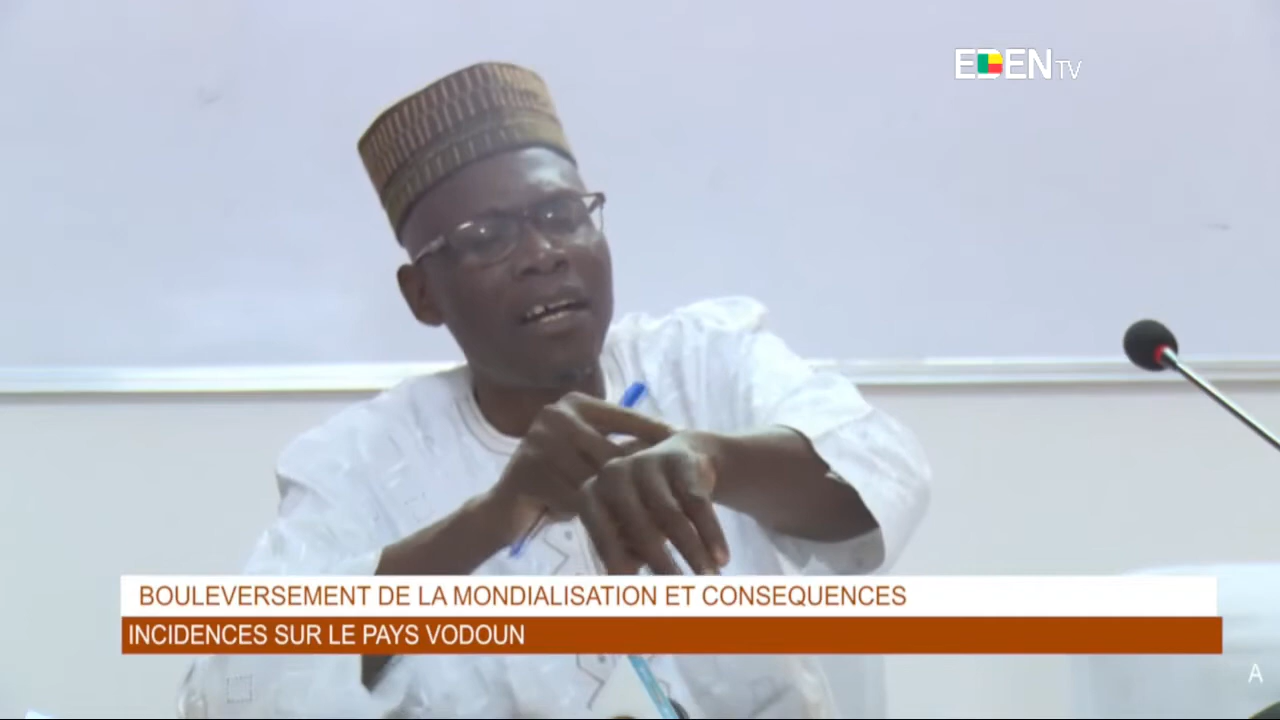 EDEN TV
BOULEVERSEMENT DE LA MONDIALISATION ET CONSEQUENCES
INCIDENCES SUR LE PAYS VODOUN
A